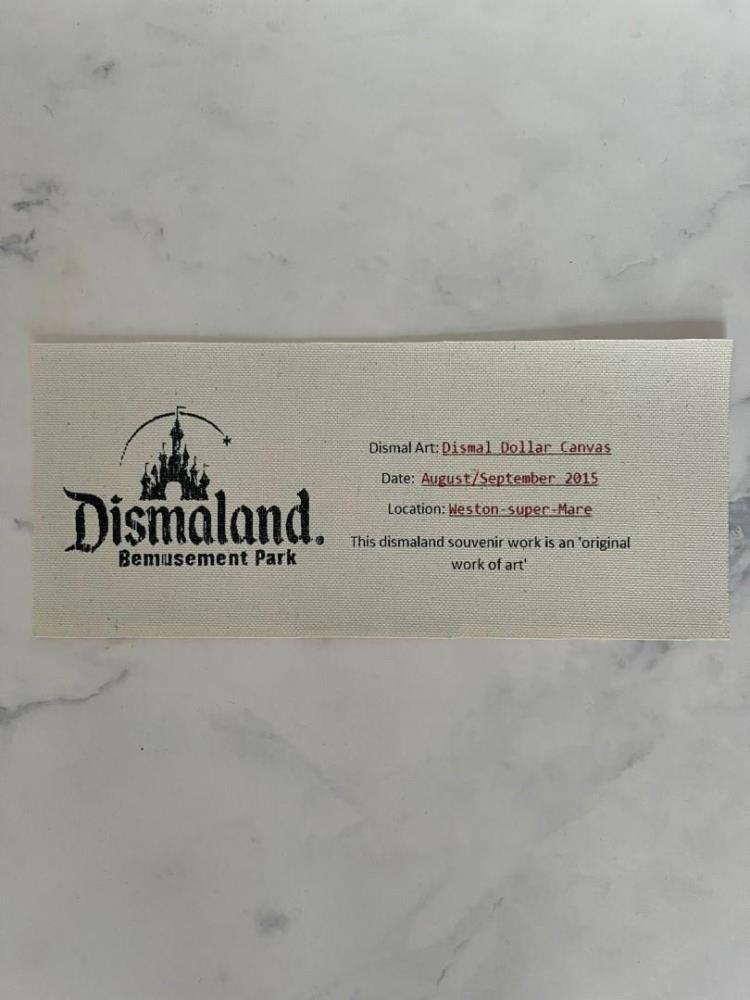 Dismaland.
Bemusement Park
Dismal Art: Dismal Dollar Canvas
Date: August/September 2015
Location: Weston-super-Mare
This dismaland souvenir work is an 'original
work of art'